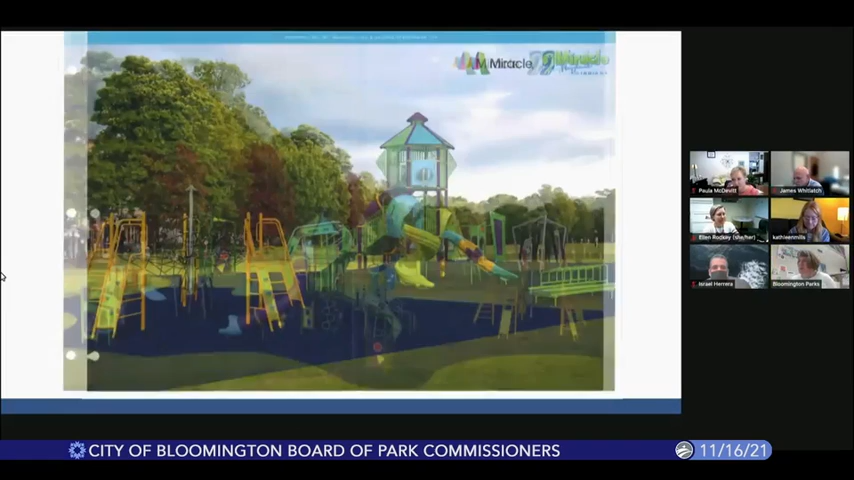 Miracle
Paula McDevitt
James Whitlatch
Ellen Rodkey (she/her)
kathleenmills
Israel Herrera
Bloomington Parks
CITY OF BLOOMINGTON BOARD OF PARK COMMISSIONERS
11/16/21